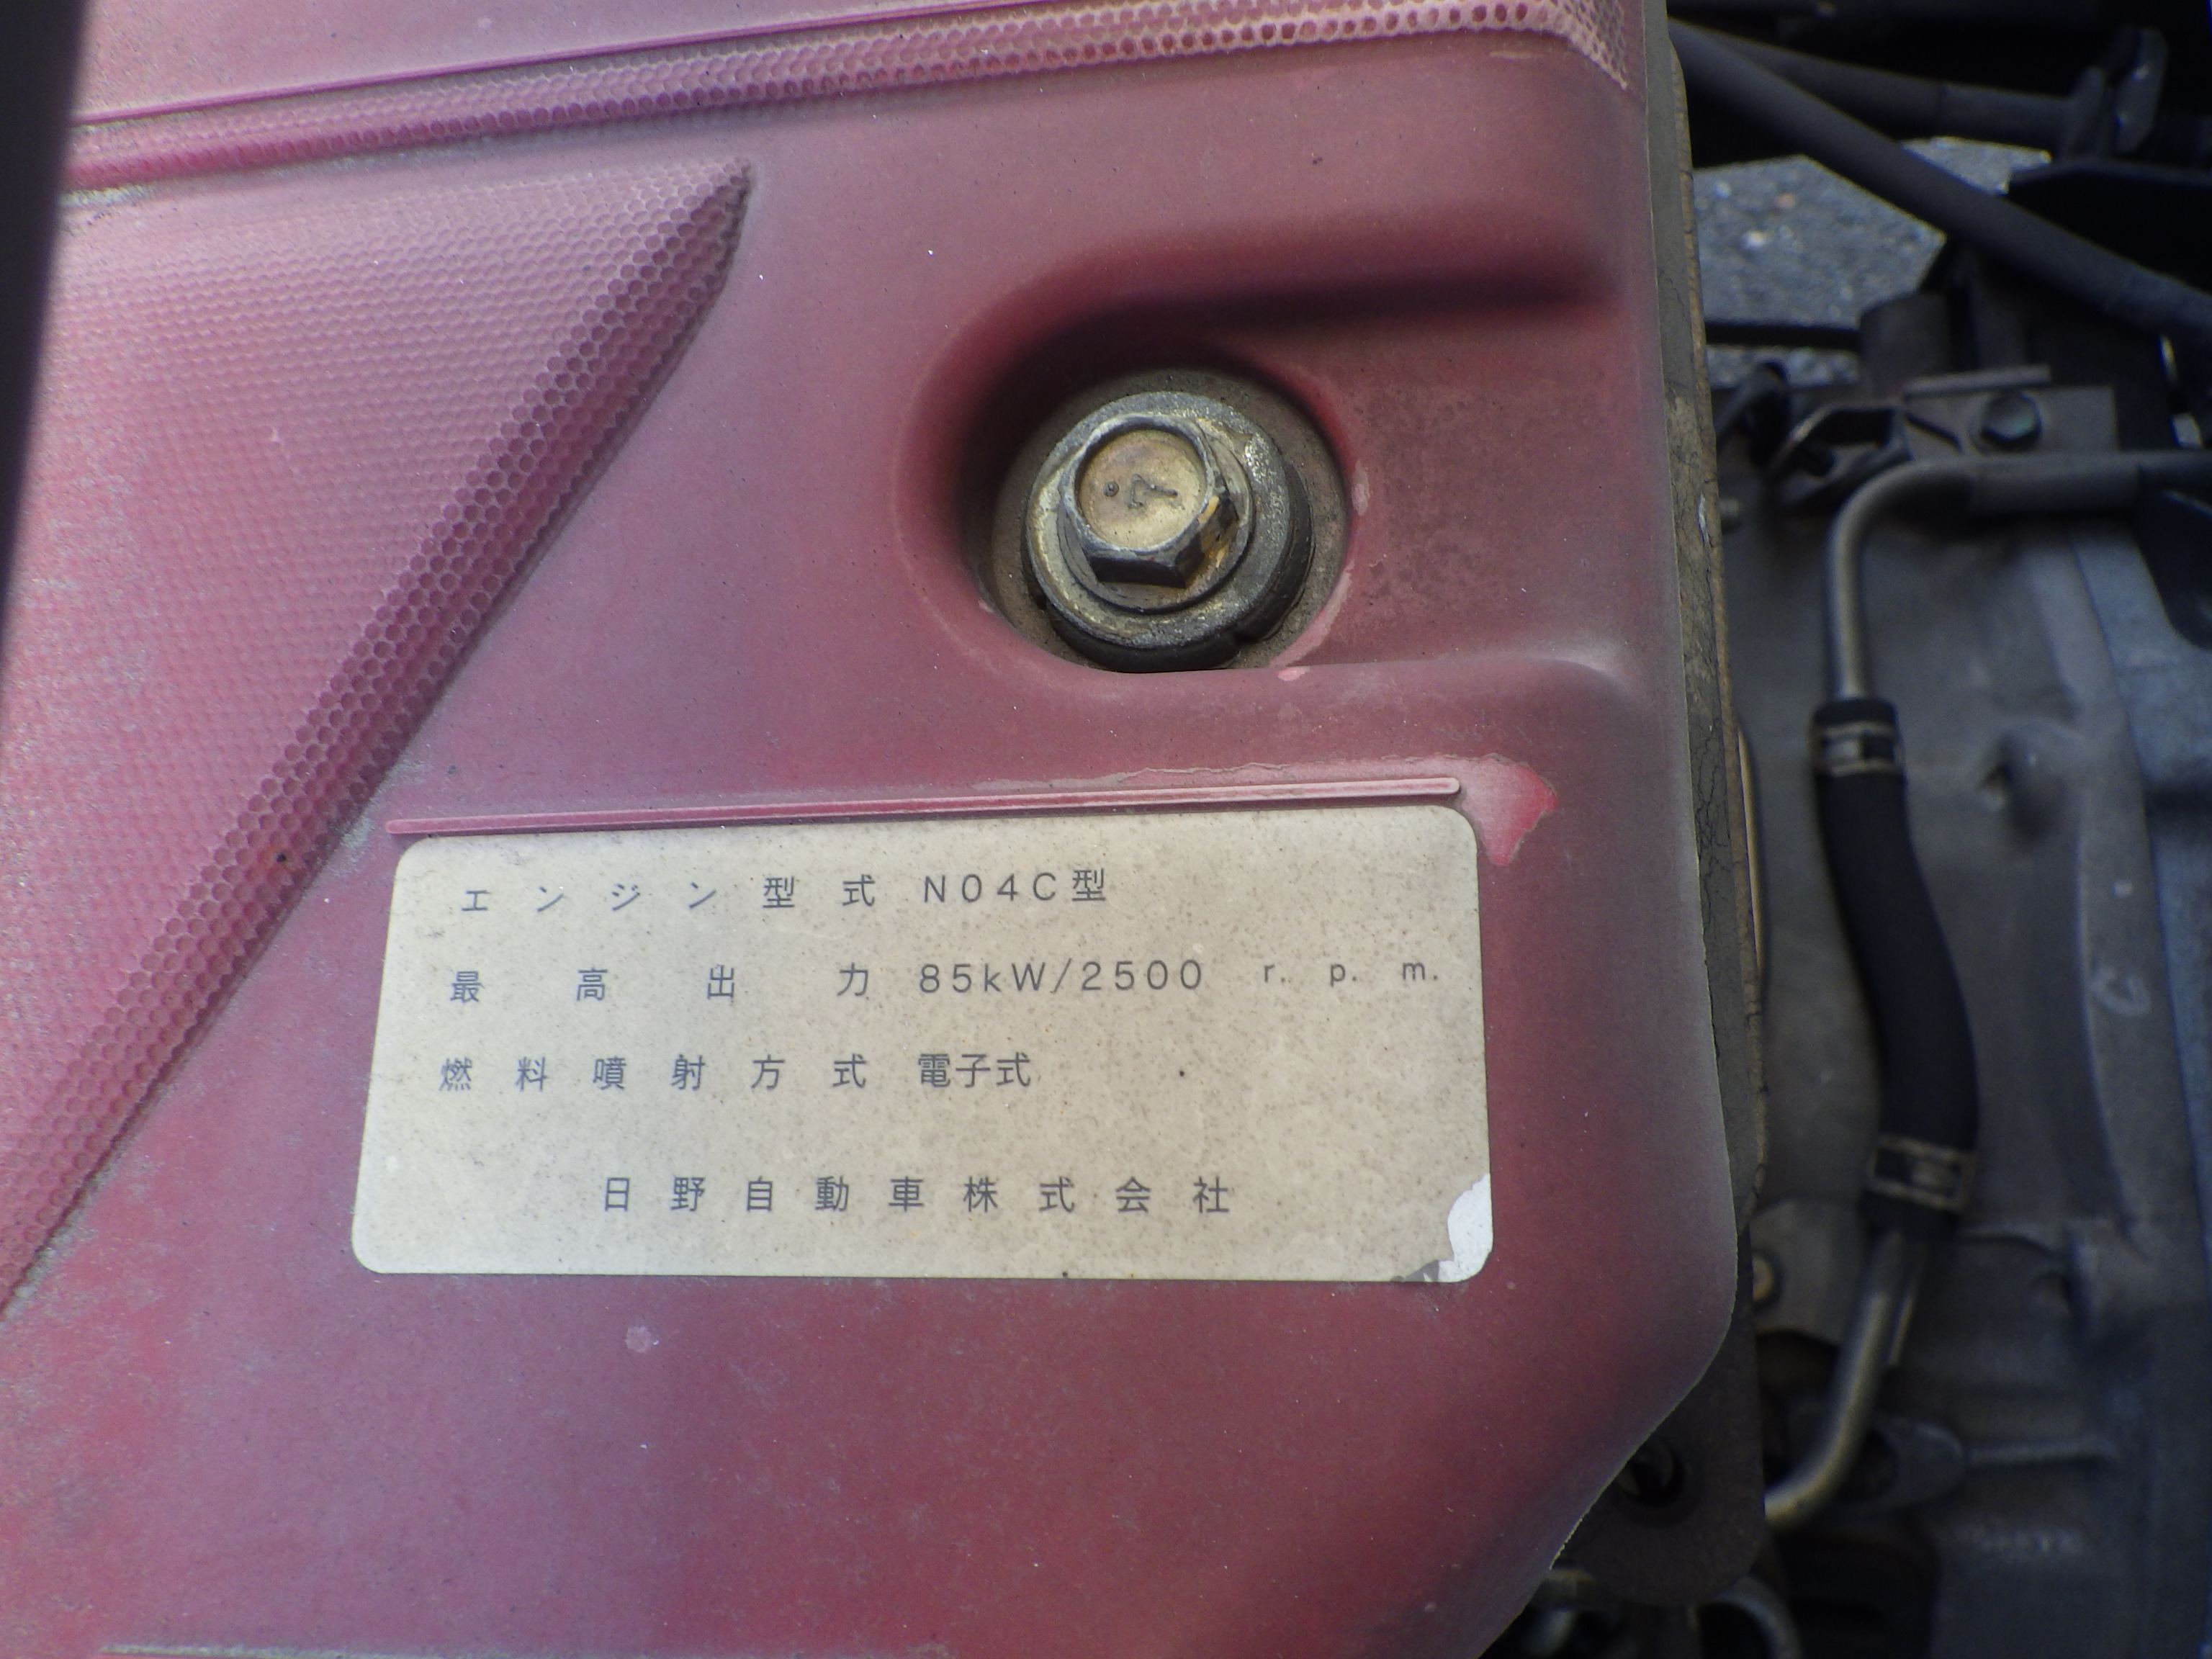 エンジン型式 N04C型
最高出力 85kW/2500 r. p. m.
燃料噴射方式 電子式
日野自動車株式会社